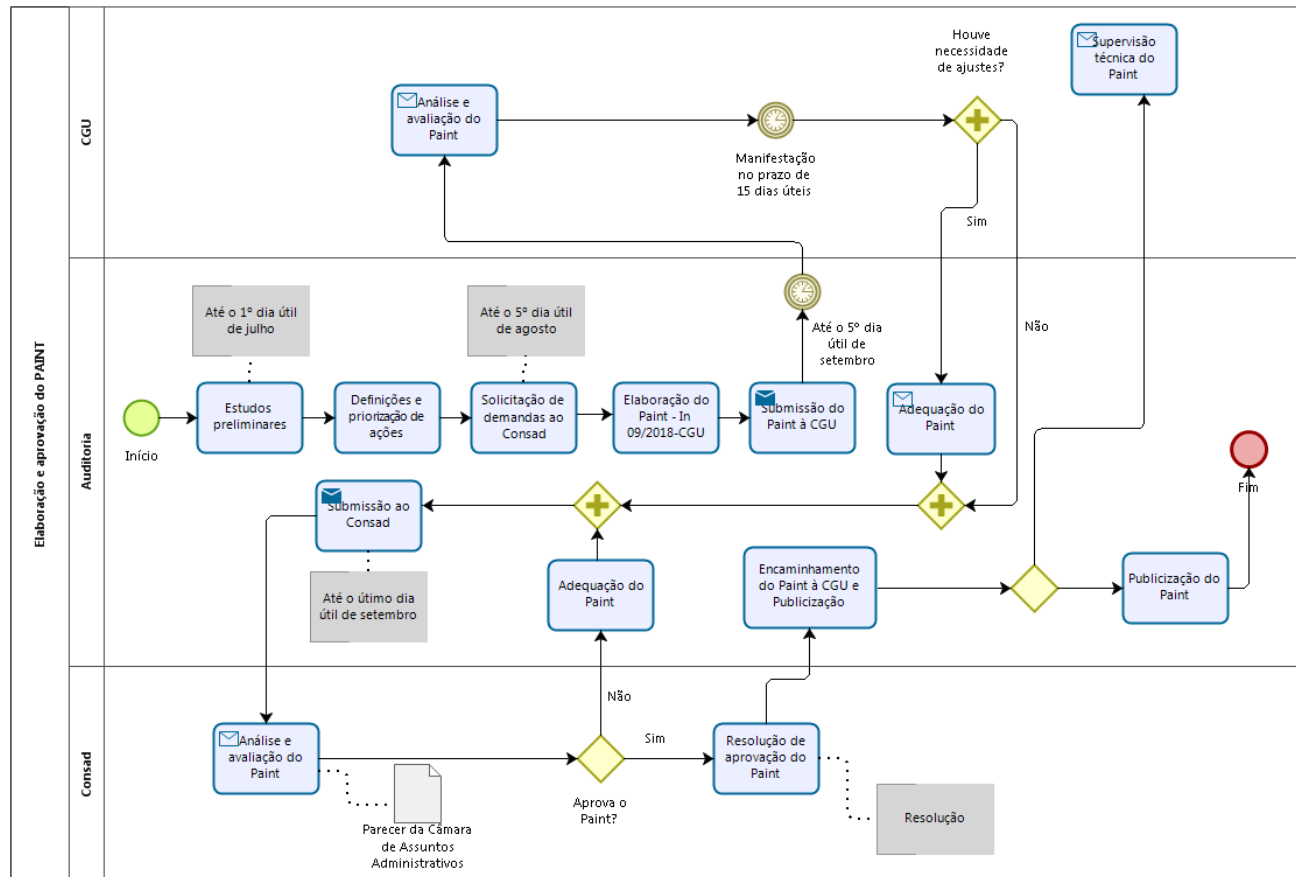 Elaboração e aprovação do PAINT
CGU
Análise e
avaliação do
Paint
Manifestação
no prazo de
15 dias úteis
Houve
necessidade
de ajustes?
Sim
Não
Supervisão
técnica do
Paint
Auditoria
Início
Até o 1º dia útil
de julho
Estudos
preliminares
Definições e
priorização de
ações
Até o 5º dia útil
de agosto
Solicitação de
demandas ao
Consad
Elaboração do
Paint - In
09/2018-CGU
Submissão do
Paint à CGU
Até o 5º dia
útil de
setembro
Adequação do
Paint
Submissão ao
Consad
Até o útimo dia
útil de setembro
Adequação do
Paint
Encaminhamento
do Paint à CGU e
Publicização
Publicização do
Paint
Fim
Consad
Análise e
avaliação do
Paint
Parecer da Câmara
de Assuntos
Administrativos
Aprova o
Paint?
Não
Sim
Resolução de
aprovação do
Paint
Resolução